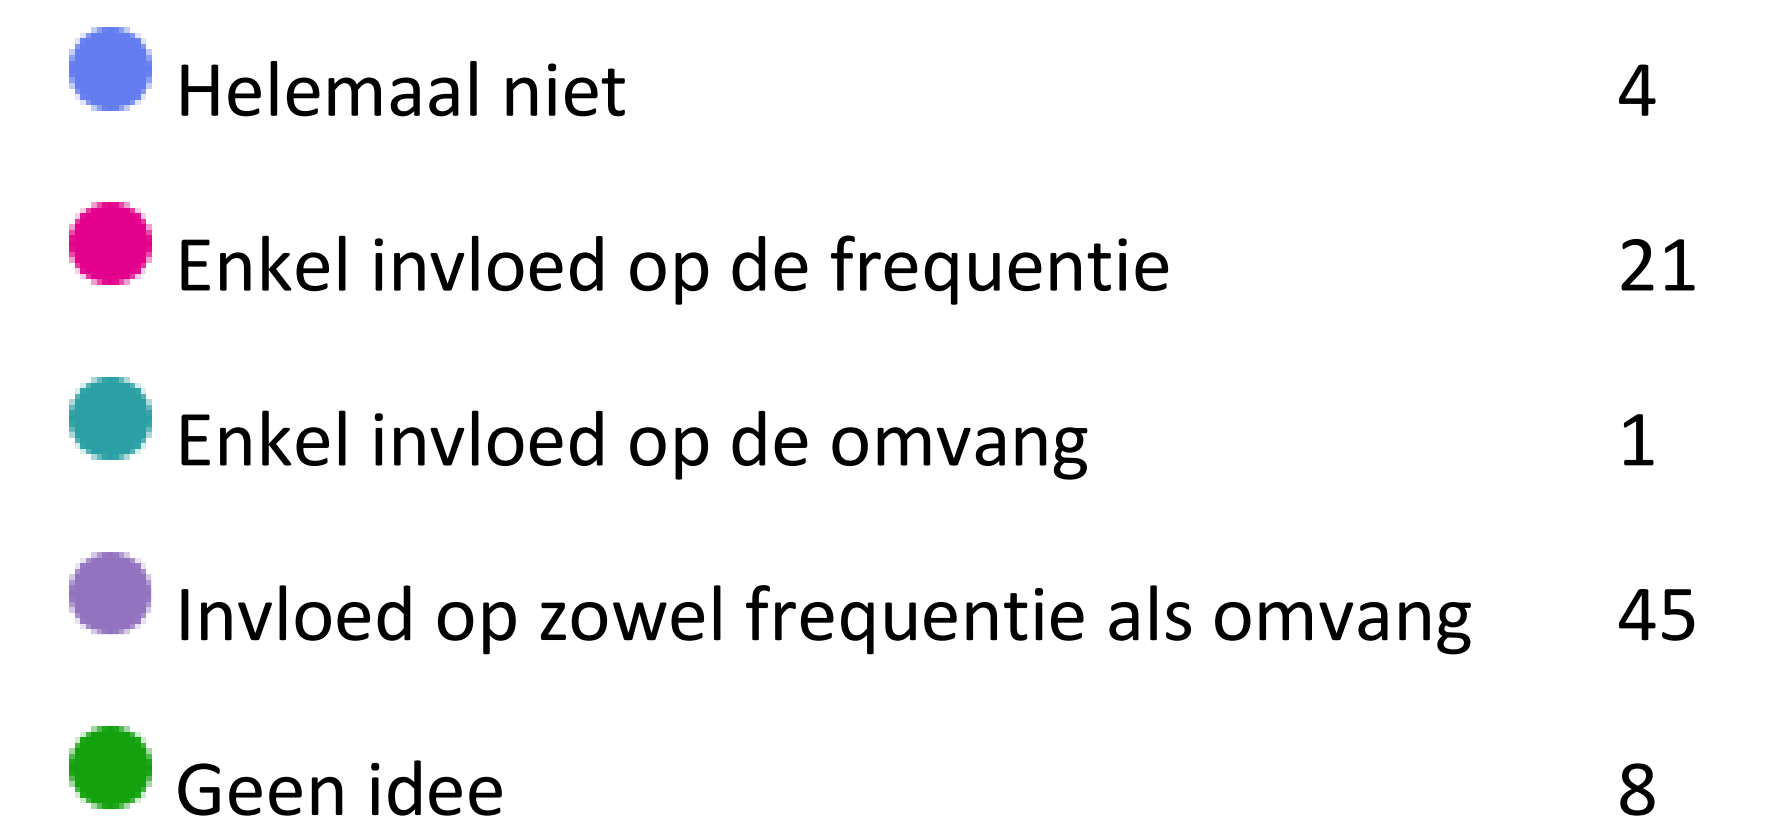 Helemaal niet 4
Enkel invloed op de frequentie 21
Enkel invloed op de omvang 1
Invloed op zowel frequentie als omvang 45
Geen idee 8